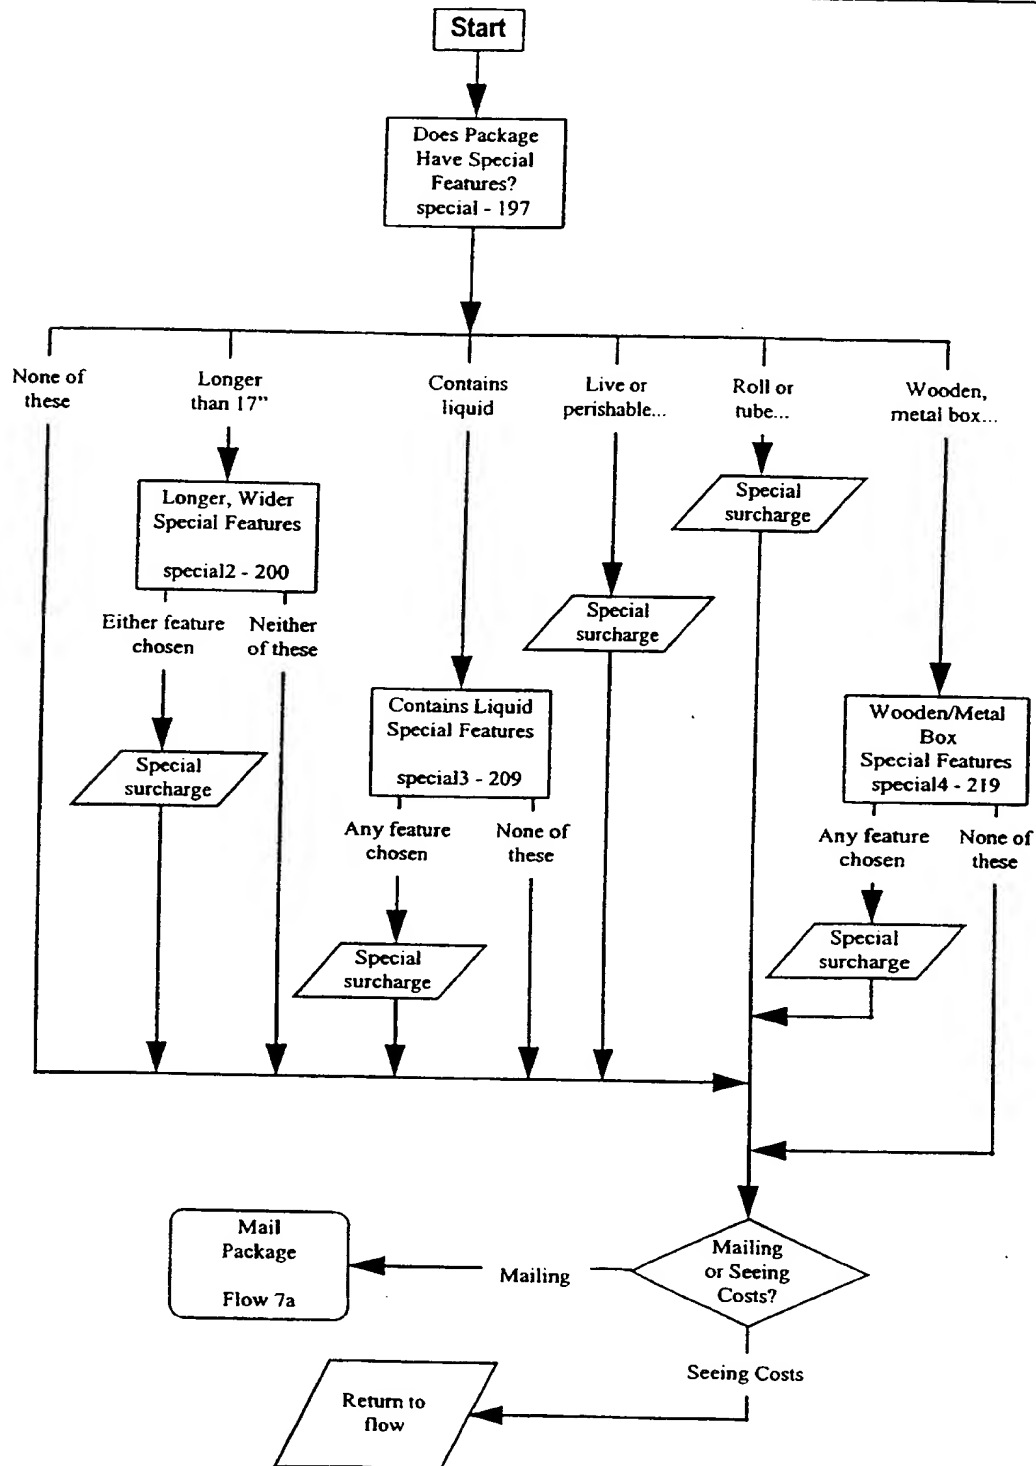 Start
Does Package
Have Special
Features?
special - 197
None of
these
Longer
than 17"
Contains
liquid
Live or
perishable...
Roll or
tube...
Wooden,
metal box...
Longer, Wider
Special Features
special2 - 200
Special
surcharge
Special
surcharge
Either feature
chosen
Neither
of these
Contains Liquid
Special Features
special3 - 209
Wooden/Metal
Box
Special Features
special4 - 219
Special
surcharge
Any feature
chosen
None of
these
Any feature
chosen
None of
these
Special
surcharge
Special
surcharge
Mail
Package
Flow 7a
Mailing
Mailing
or Seeing
Costs?
Seeing Costs
Return to
flow